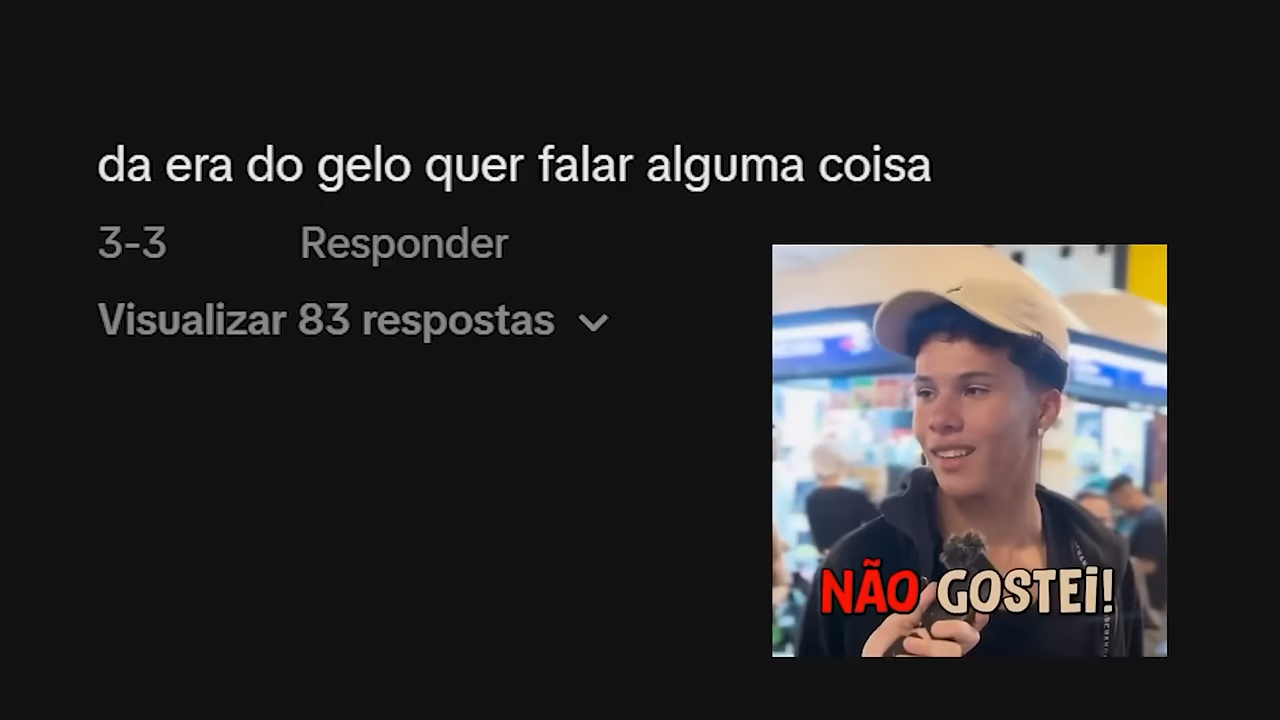 da era do gelo quer falar alguma coisa
3-3 Responder
Visualizar 83 respostas
NÃO GOSTEi!